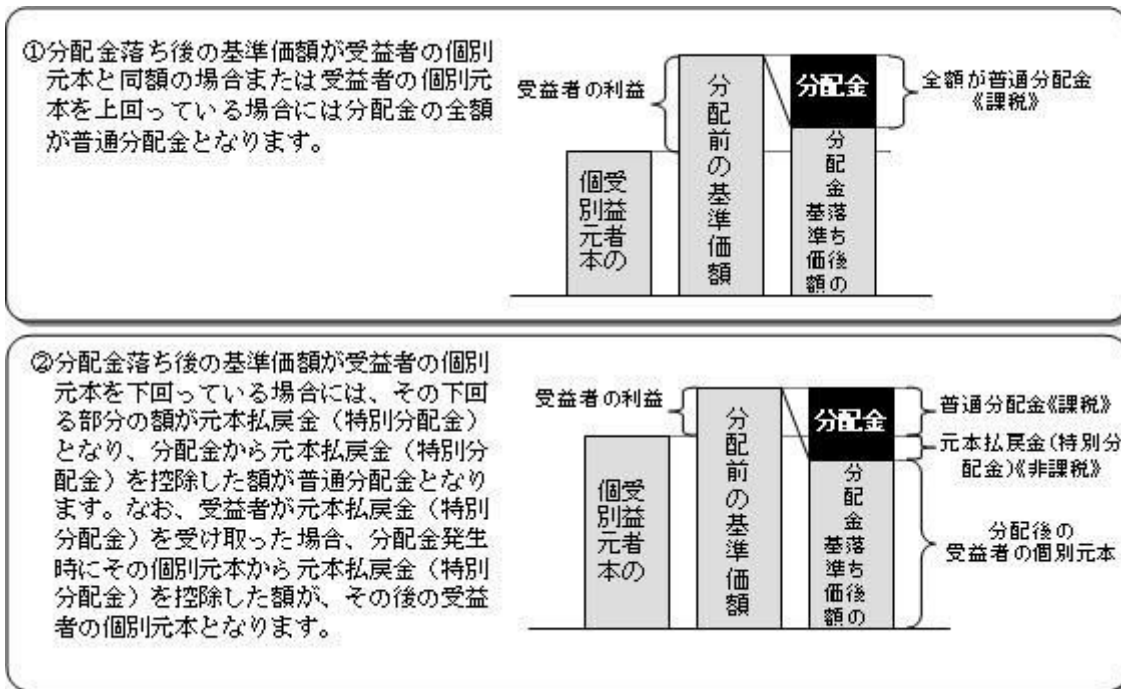 ①分配金落ち後の基準価額が受益者の個別
元本と同額の場合または受益者の個別元
本を上回っている場合には分配金の全額
が普通分配金となります。
受益者の利益
受益者の
個別元本
分配前の基準価額
分配金
分配金落ち後の
基準価額
全額が普通分配金
《課税》
②分配金落ち後の基準価額が受益者の個別
元本を下回っている場合には、その下回
る部分の額が元本払戻金（特別分配金）
となり、分配金から元本払戻金（特別分
配金）を控除した額が普通分配金となり
ます。なお、受益者が元本払戻金（特別
分配金）を受け取った場合、分配金発生
時にその個別元本から元本払戻金（特別
分配金）を控除した額が、その後の受益
者の個別元本となります。
受益者の利益
受益者の
個別元本
分配前の基準価額
分配金
分配金落ち後の
基準価額
普通分配金《課税》
元本払戻金(特別分
配金)《非課税》
分配後の
受益者の個別元本